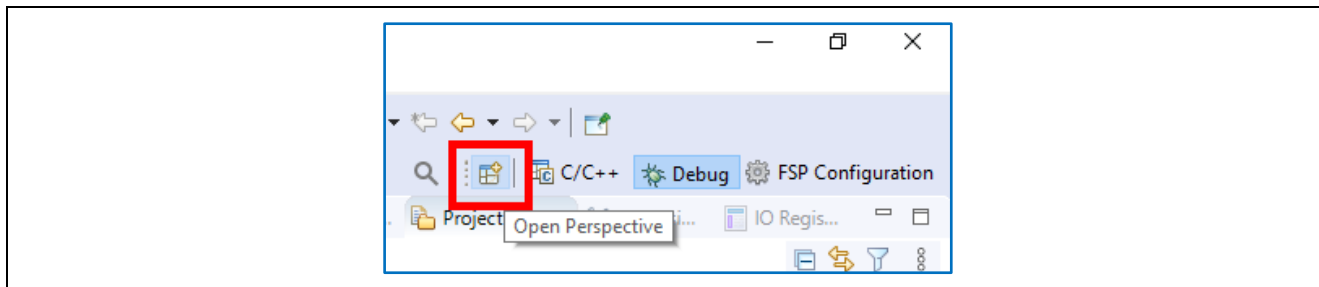 C/C++ Debug FSP Configuration
Project IO Regis...
Open Perspective